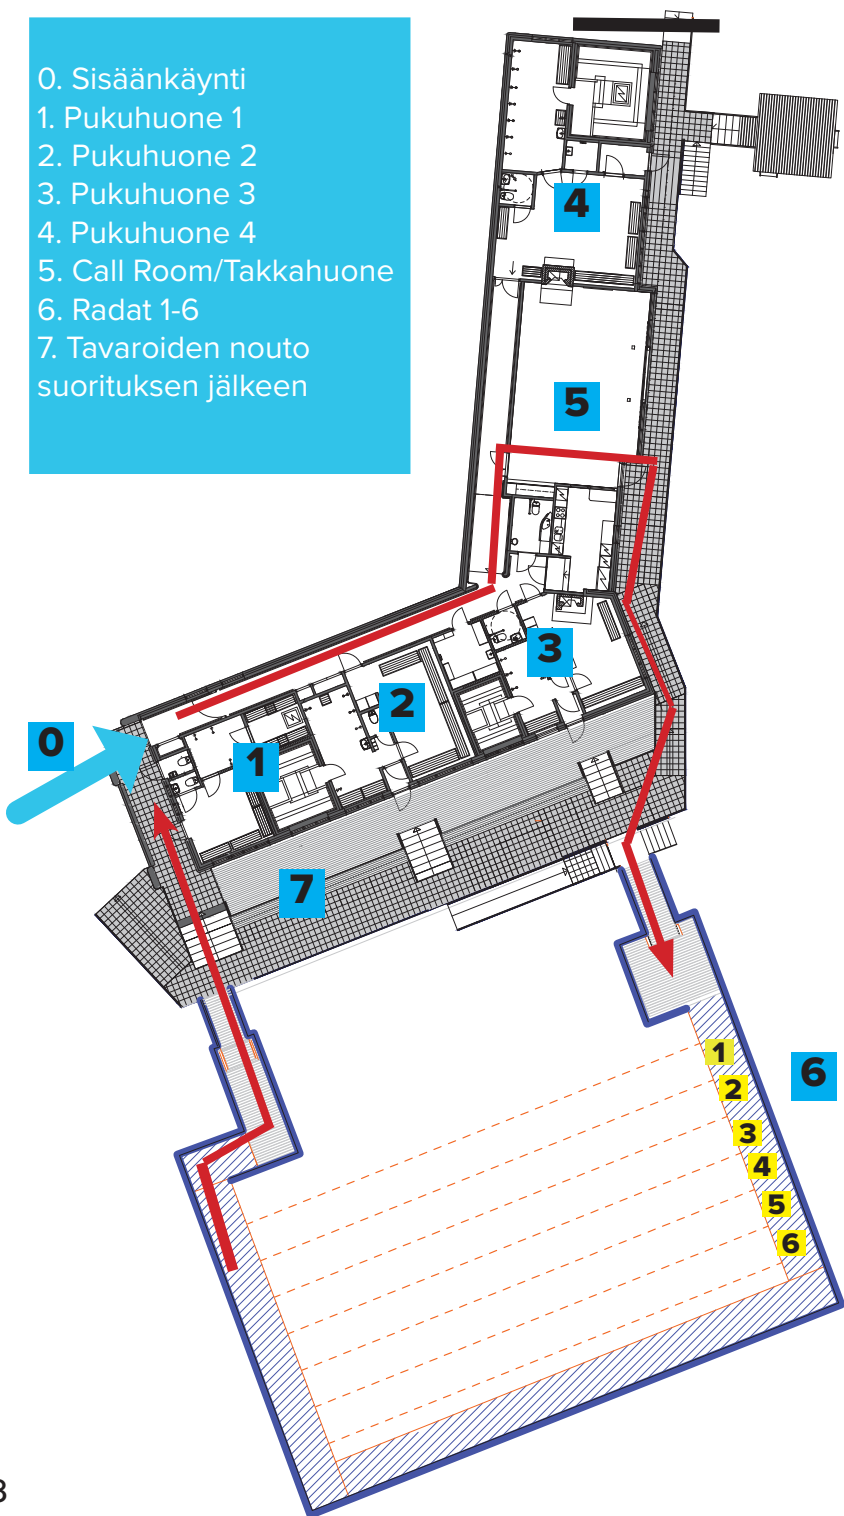 0. Sisäänkäynti
1. Pukuhuone 1
2. Pukuhuone 2
3. Pukuhuone 3
4. Pukuhuone 4
5. Call Room/Takkahuone
6. Radat 1-6
7. Tavaroiden nouto
suorituksen jälkeen
4
5
3
2
0
1
7
1
6
2
3
4
5
6
3